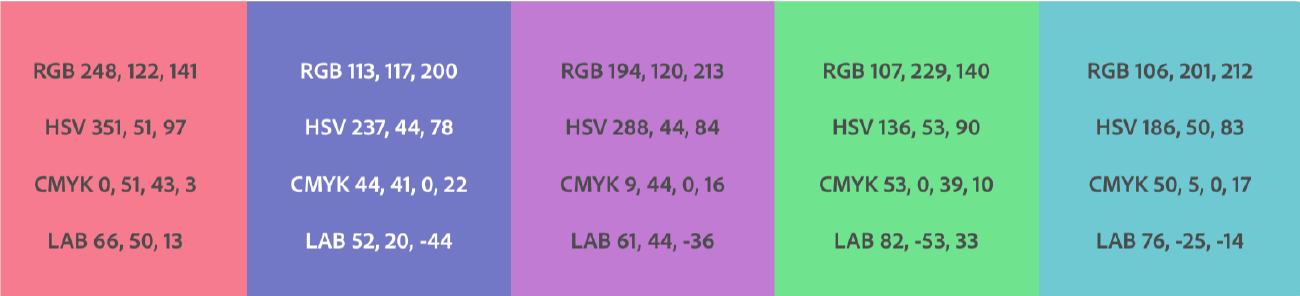 RGB 248, 122, 141
HSV 351, 51, 97
CMYK 0, 51, 43, 3
LAB 66, 50, 13
RGB 113, 117, 200
HSV 237, 44, 78
CMYK 44, 41, 0, 22
LAB 52, 20, -44
RGB 194, 120, 213
HSV 288, 44, 84
CMYK 9, 44, 0, 16
LAB 61, 44, -36
RGB 107, 229, 140
HSV 136, 53, 90
CMYK 53, 0, 39, 10
LAB 82, -53, 33
RGB 106, 201, 212
HSV 186, 50, 83
CMYK 50, 5, 0, 17
LAB 76, -25, -14